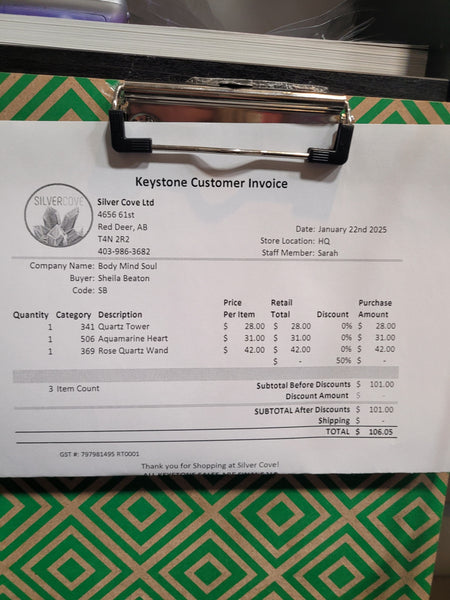 Keystone Customer Invoice
SILVERCOVE
Silver Cove Ltd
4656 61st
Red Deer, AB
T4N 2R2
403-986-3682
Date: January 22nd 2025
Store Location: HQ
Staff Member: Sarah
Company Name: Body Mind Soul
Buyer: Sheila Beaton
Code: SB
Quantity Category Description Price Per Item Retail Total Discount Purchase Amount
1 341 Quartz Tower $ 28.00 $ 28.00 0% $ 28.00
1 506 Aquamarine Heart $ 31.00 $ 31.00 0% $ 31.00
1 369 Rose Quartz Wand $ 42.00 $ 42.00 0% $ 42.00
$ - 50% $ -
3 Item Count
Subtotal Before Discounts $ 101.00
Discount Amount $ -
SUBTOTAL After Discounts $ 101.00
Shipping $ -
TOTAL $ 106.05
GST #: 797981495 RT0001
Thank you for Shopping at Silver Cove!
ALL KEYSTONE SALES ARE FINAL